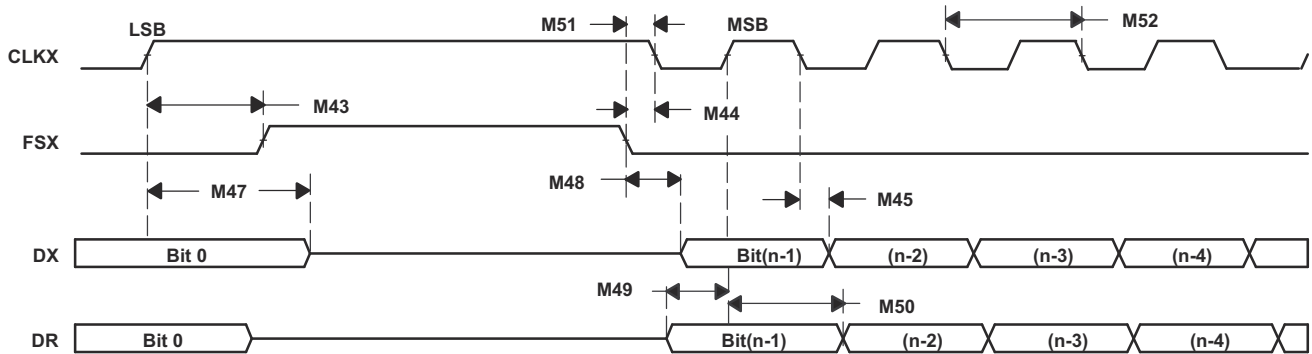 LSB M51 MSB M52
CLKX
M43 M44
FSX
M47 M48 M45
DX Bit 0 Bit(n-1) (n-2) (n-3) (n-4)
M49 M50
DR Bit 0 Bit(n-1) (n-2) (n-3) (n-4)